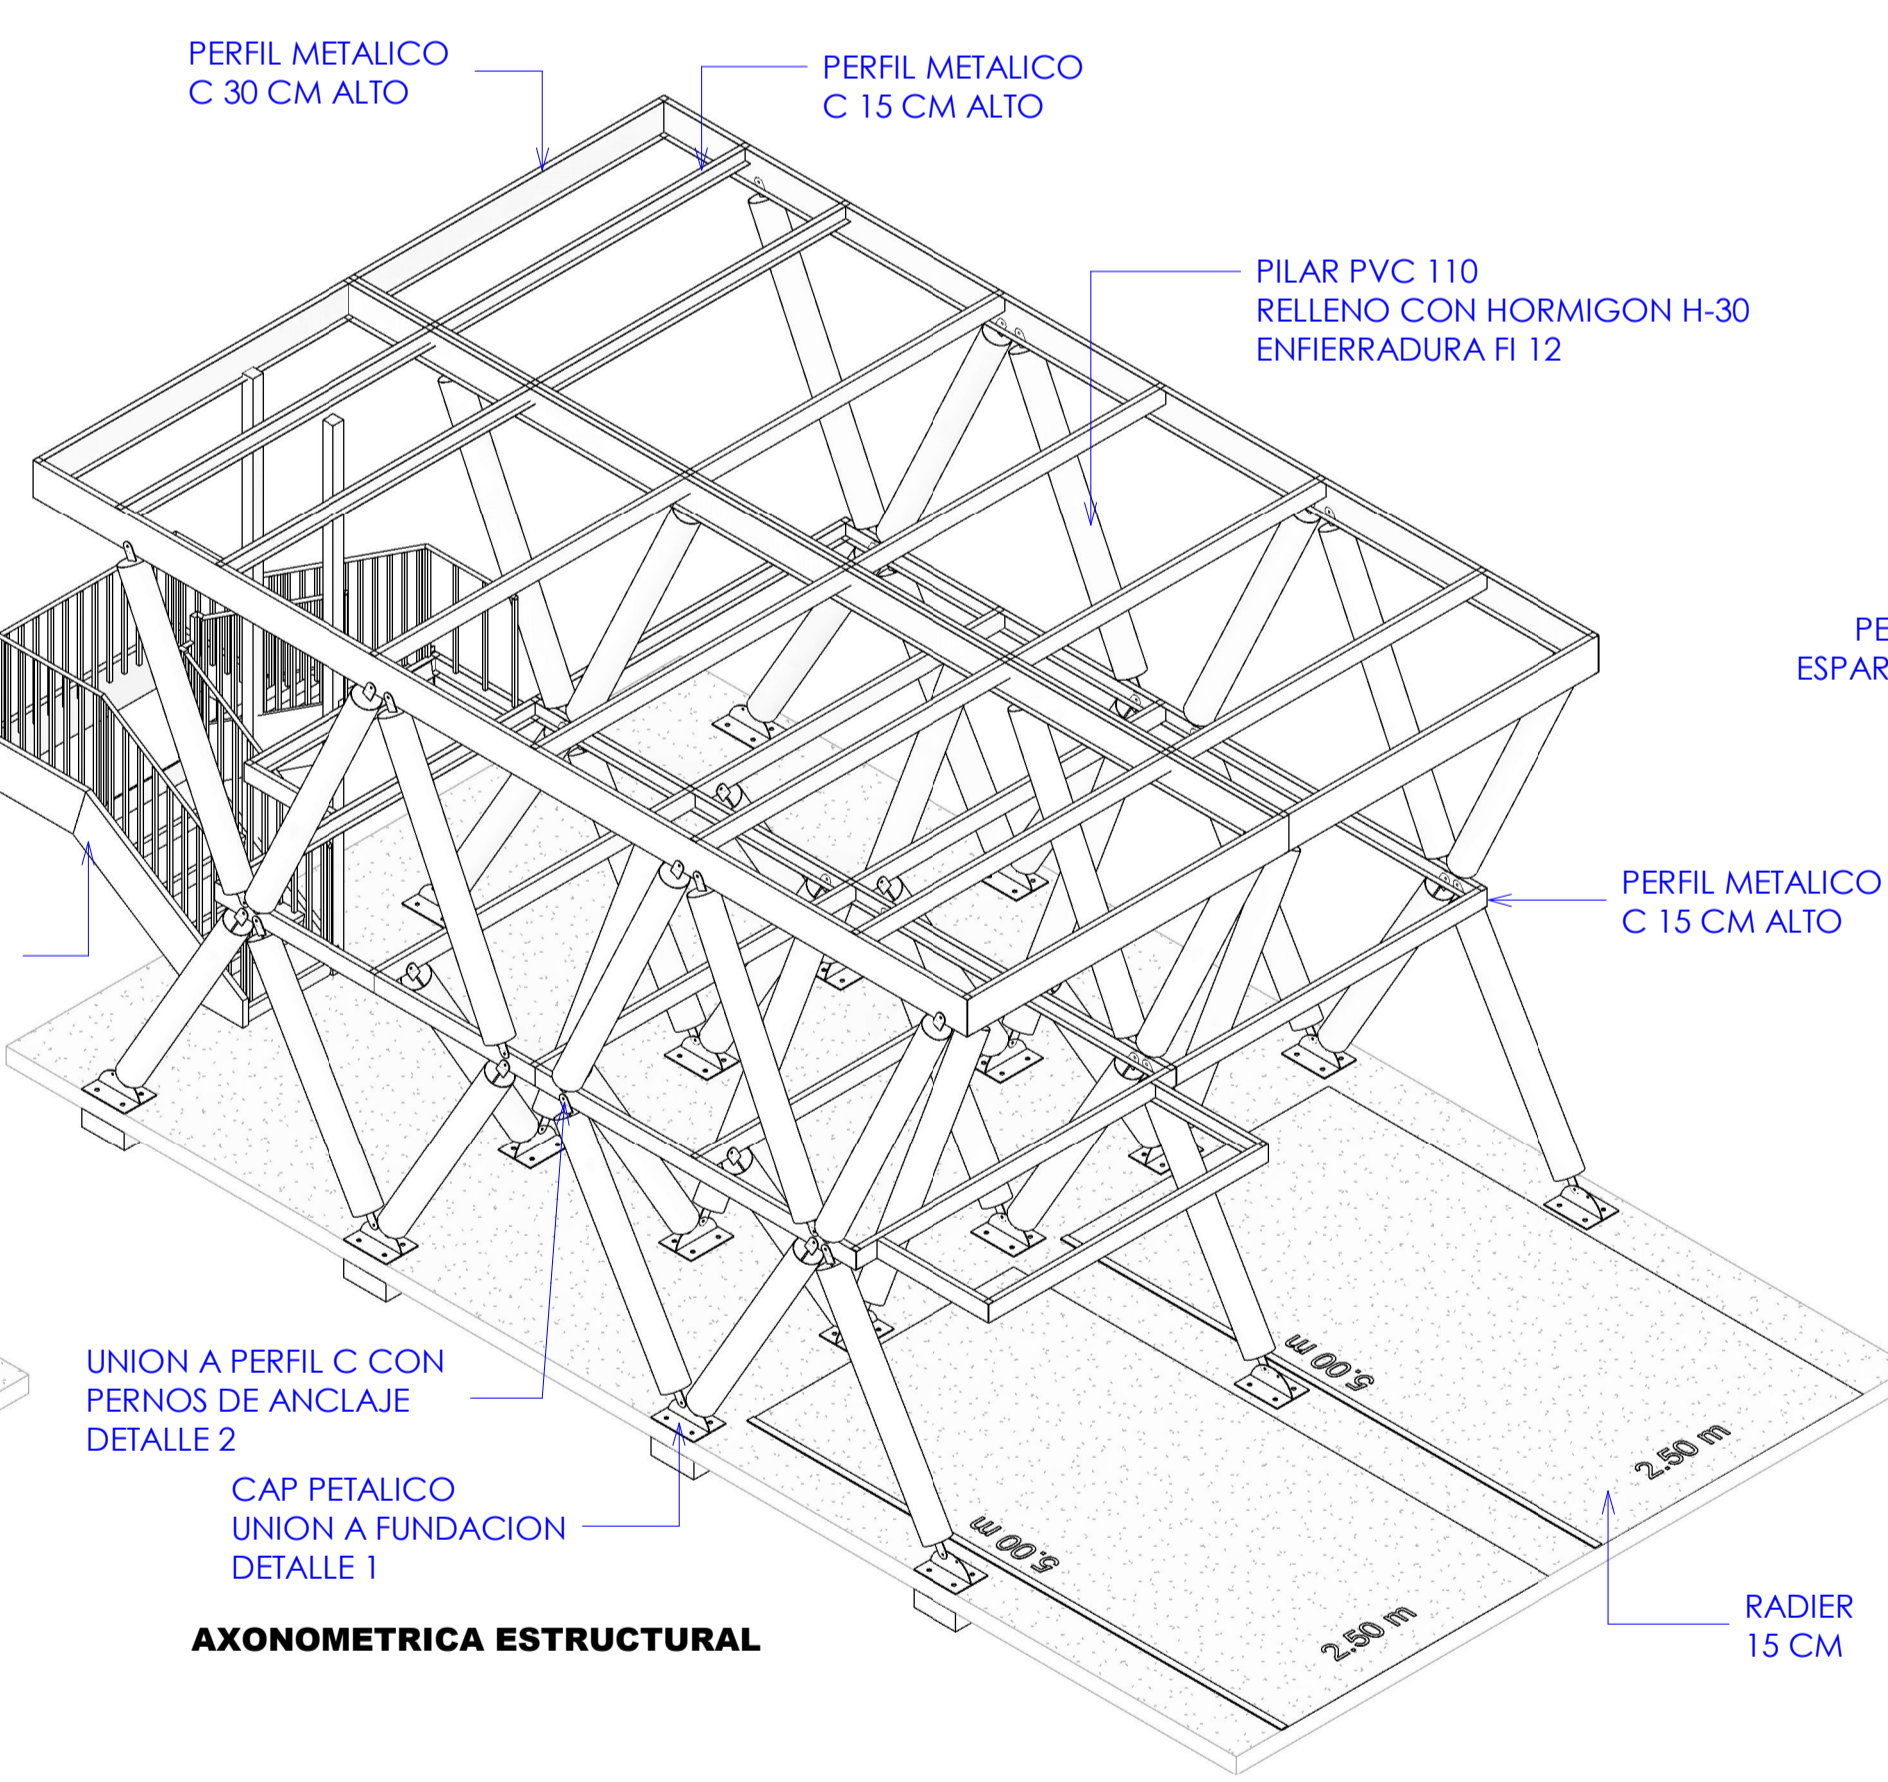 PERFIL METALICO
C 30 CM ALTO
PERFIL METALICO
C 15 CM ALTO
PILAR PVC 110
RELLENO CON HORMIGON H-30
ENFIERRADURA FI 12
PE
ESPAR
PERFIL METALICO
C 15 CM ALTO
UNION A PERFIL C CON
PERNOS DE ANCLAJE
DETALLE 2
CAP PETALICO
UNION A FUNDACION
DETALLE 1
5.00 m
2.50 m
5.00 m
2.50 m
RADIER
15 CM
AXONOMETRICA ESTRUCTURAL